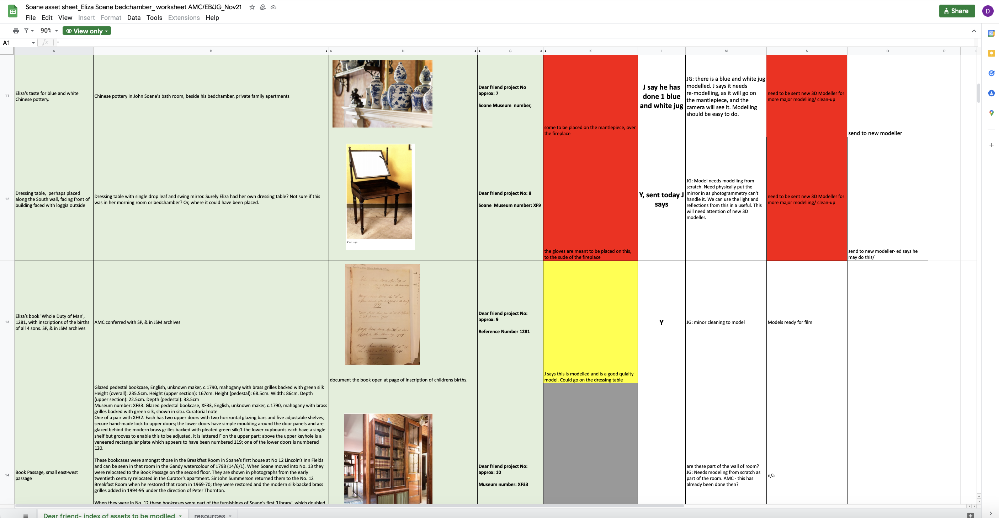 Soane asset sheet_Eliza Soane bedchamber_ worksheet AMC/EB/JG_Nov21
Share
D
File Edit View Insert Format Data Tools Extensions Help
90%
View only
31
A1
fx
-
A B D G K L M N O P
11
Eliza's taste for blue and white
Chinese pottery.
Chinese pottery in John Soane's bath room, beside his bedchamber, private family apartments
Dear friend project No
approx: 7
Soane Museum number,
some to be placed on the mantlepiece, over
the fireplace
J say he has
done 1 blue
and white jug
JG: there is a blue and white jug
modelled. J says it needs
re-modelling, as it will go on
the mantlepiece, and the
camera will see it. Modelling
should be easy to do.
need to be sent new 3D Modeller for
more major modelling/ clean-up
send to new modeller
12
Dressing table, perhaps placed
along the South wall, facing front of
building faced with loggia outside
Dressing table with single drop leaf and swing mirror. Surely Eliza had her own dressing table? Not sure if this
was in her morning room or bedchamber? Or, where it could have been placed.
Cat. 192
Dear friend project No: 8
Soane Museum number: XF9
the gloves are meant to be placed on this,
to the sude of the fireplace
Y, sent today J
says
JG: Model needs modelling from
scratch. Need physically put the
mirror in as photogrammetry can't
handle it. We can use the light and
reflections from this in a useful. This
will need attention of new 3D
modeller.
need to be sent new 3D Modeller for
more major modelling/ clean-up
send to new modeller- ed says he
may do this/
13
Eliza's book 'Whole Duty of Man',
1281, with inscriptions of the births
of all 4 sons. SP, & in JSM archives
AMC conferred with SP, & in JSM archives
document the book open at page of inscription of childrens births.
Dear friend project No:
approx: 9
Reference Number 1281
J says this is modelled and is a good qulaity
model. Could go on the dressing table
Y
JG: minor cleaning to model
Models ready for film
14
Book Passage, small east-west
passage
Glazed pedestal bookcase, English, unknown maker, c.1790, mahogany with brass grilles backed with green silk
Height (overall): 235.5cm. Height (upper section): 167cm. Height (pedestal): 68.5cm. Width: 86cm. Depth
(upper section): 22.5cm. Depth (pedestal): 33.5cm
Museum number: XF33. Glazed pedestal bookcase, XF33, English, unknown maker, c.1790, mahogany with brass
grilles backed with green silk, shown in situ. Curatorial note
One of a pair with XF32. Each has two upper doors with two horizontal glazing bars and five adjustable shelves;
secure hand-made lock to upper doors; the lower doors have simple moulding around the door panels and are
glazed behind the modern brass grilles backed with pleated green silk;1 the lower cupboards each have a single
shelf but grooves to enable this to be adjusted. it is lettered F on the upper part; above the upper keyhole is a
veneered rectangular plate which appears to have been numbered 119; one of the lower doors is numbered
120.
These bookcases were amongst those in the Breakfast Room in Soane's first house at No 12 Lincoln's Inn Fields
and can be seen in that room in the Gandy watercolour of 1798 (14/6/1). When Soane moved into No. 13 they
were relocated to the Book Passage on the second floor. They are shown in photographs from the early
twentieth century relocated in the Curator's apartment. Sir John Summerson returned them to the No. 12
Breakfast Room when he restored that room in 1969-70; they were restored and the modern silk-backed brass
grilles added in 1994-95 under the direction of Peter Thornton.
When they were in No. 12 these bookcases were part of the furnishings of Soane's first 'Library', which doubled
Dear friend project No:
approx: 10
Museum number: XF33
are these part of the wall of room?
JG: Needs modeling from scratch as
part of the room. AMC - this has
already been done then?
n/a
Dear friend- index of assets to be modlled
resources